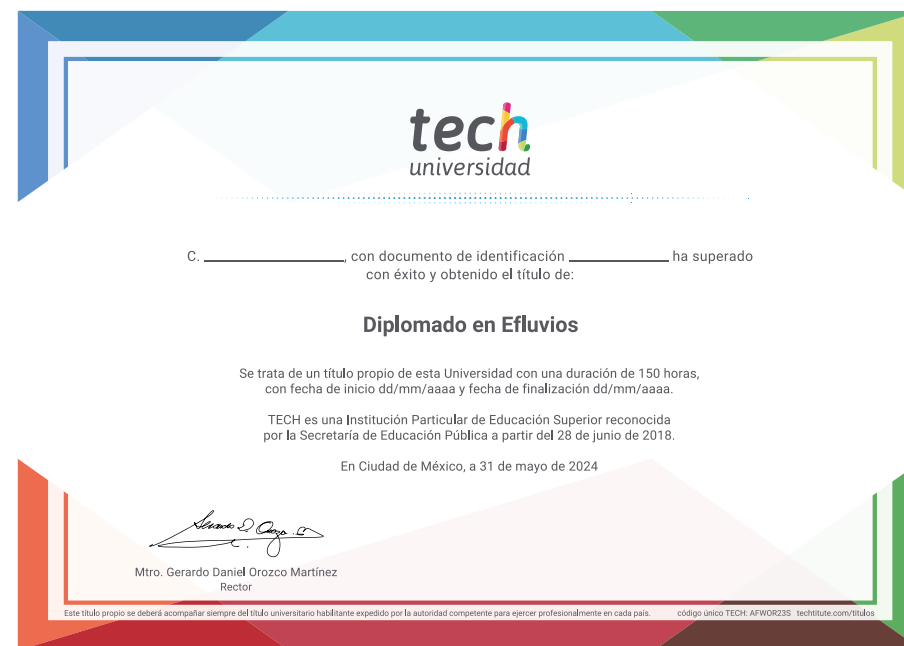 tech
universidad
C. ____________, con documento de identificación ____________ ha superado
con éxito y obtenido el título de:
Diplomado en Efluvios
Se trata de un título propio de esta Universidad con una duración de 150 horas,
con fecha de inicio dd/mm/aaaa y fecha de finalización dd/mm/aaaa.
TECH es una Institución Particular de Educación Superior reconocida
por la Secretaría de Educación Pública a partir del 28 de junio de 2018.
En Ciudad de México, a 31 de mayo de 2024
Mtro. Gerardo Daniel Orozco Martínez
Rector
Este título propio se deberá acompañar siempre del título universitario habilitante expedido por la autoridad competente para ejercer profesionalmente en cada país. código único TECH: AFWOR23S techtitute.com/titulos